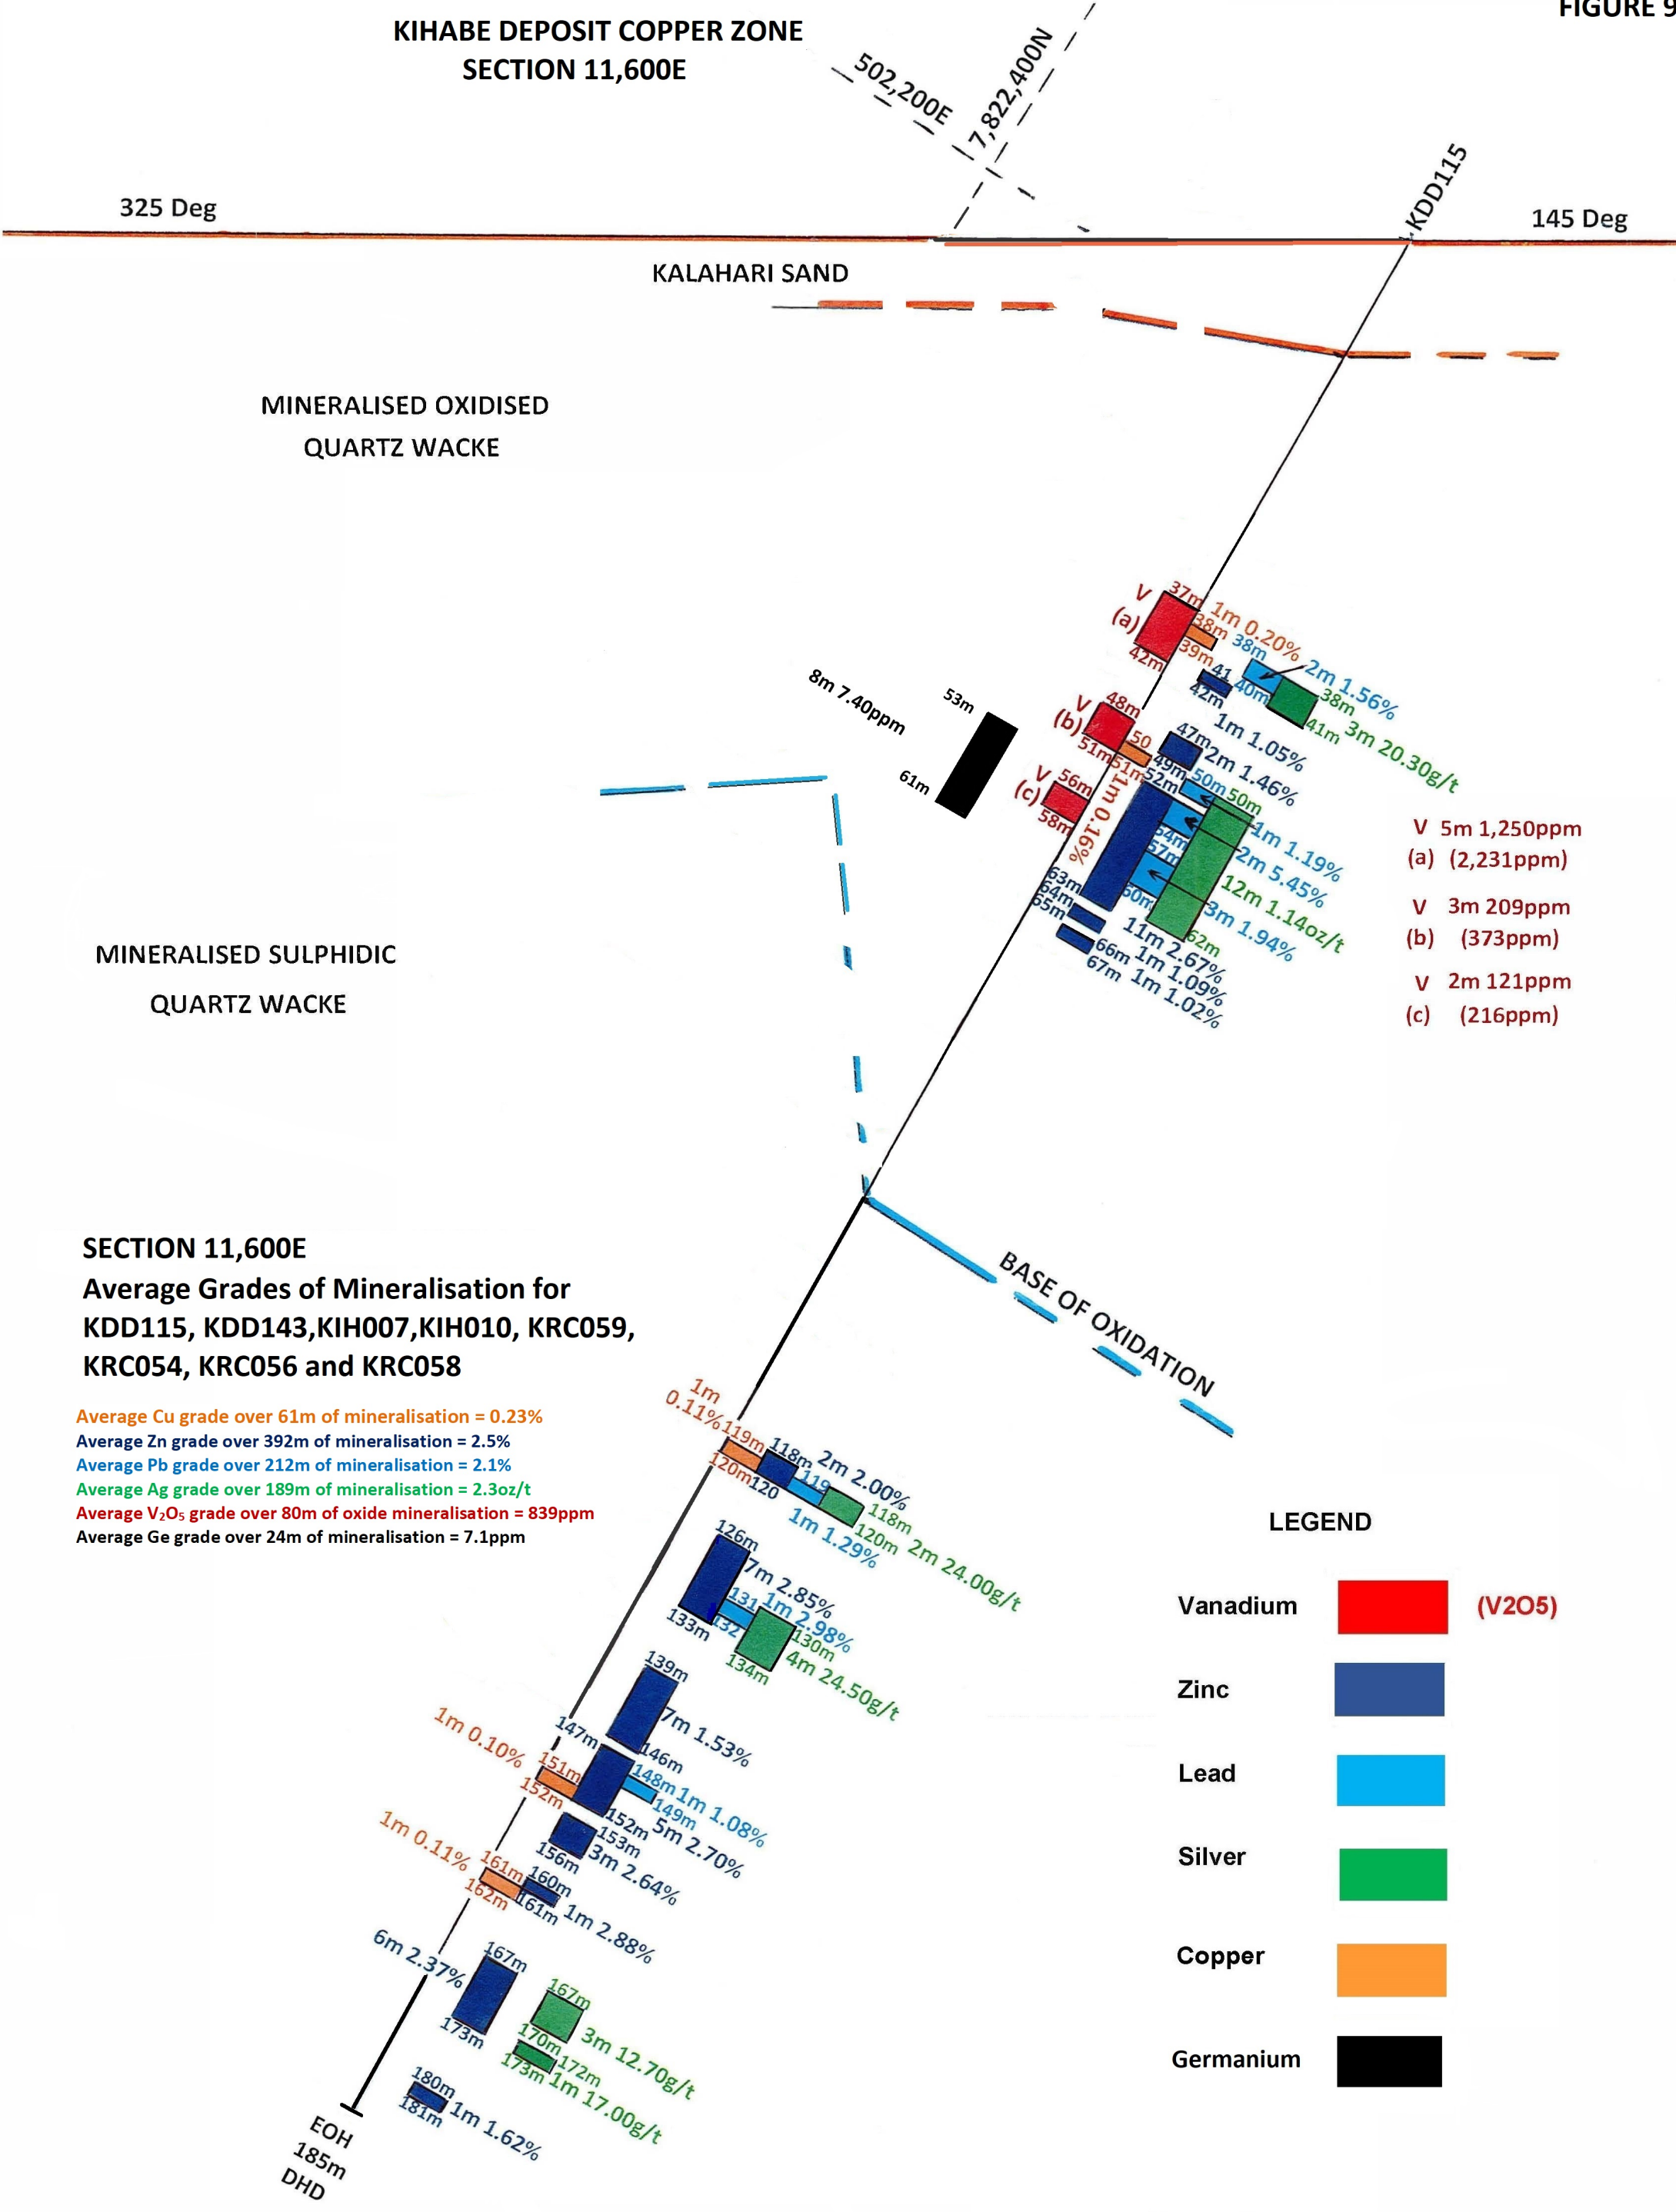 FIGURE 9
KIHABE DEPOSIT COPPER ZONE
SECTION 11,600E
502,200E
7,822,400N
KDD115
325 Deg
145 Deg
KALAHARI SAND
MINERALISED OXIDISED
QUARTZ WACKE
V
(a)
37m
42m
1m 0.20%
38m
39m
38m
40m
2m 1.56%
38m
41m
3m 20.30g/t
41
42m
1m 1.05%
8m 7.40ppm
53m
61m
V
(b)
48m
51m
50
51m
1m 0.16%
47m
49m
2m 1.46%
V
(c)
56m
58m
52m
63m
11m 2.67%
50m
1m 1.19%
54m
2m 5.45%
57m
60m
3m 1.94%
50m
62m
12m 1.14oz/t
64m
65m
1m 1.09%
66m
67m
1m 1.02%
V 5m 1,250ppm
(a) (2,231ppm)
V 3m 209ppm
(b) (373ppm)
V 2m 121ppm
(c) (216ppm)
MINERALISED SULPHIDIC
QUARTZ WACKE
BASE OF OXIDATION
SECTION 11,600E
Average Grades of Mineralisation for
KDD115, KDD143,KIH007,KIH010, KRC059,
KRC054, KRC056 and KRC058
Average Cu grade over 61m of mineralisation = 0.23%
Average Zn grade over 392m of mineralisation = 2.5%
Average Pb grade over 212m of mineralisation = 2.1%
Average Ag grade over 189m of mineralisation = 2.3oz/t
Average V₂O₅ grade over 80m of oxide mineralisation = 839ppm
Average Ge grade over 24m of mineralisation = 7.1ppm
1m
0.11%
119m
120m
118m
120
2m 2.00%
119
1m 1.29%
118m
120m
2m 24.00g/t
126m
133m
7m 2.85%
131
132
1m 2.98%
130m
134m
4m 24.50g/t
139m
146m
7m 1.53%
1m 0.10%
151m
152m
147m
152m
5m 2.70%
148m
149m
1m 1.08%
153m
156m
3m 2.64%
1m 0.11%
161m
162m
160m
161m
1m 2.88%
6m 2.37%
167m
173m
167m
170m
3m 12.70g/t
172m
173m
1m 17.00g/t
180m
181m
1m 1.62%
EOH
185m
DHD
LEGEND
Vanadium
(V2O5)
Zinc
Lead
Silver
Copper
Germanium